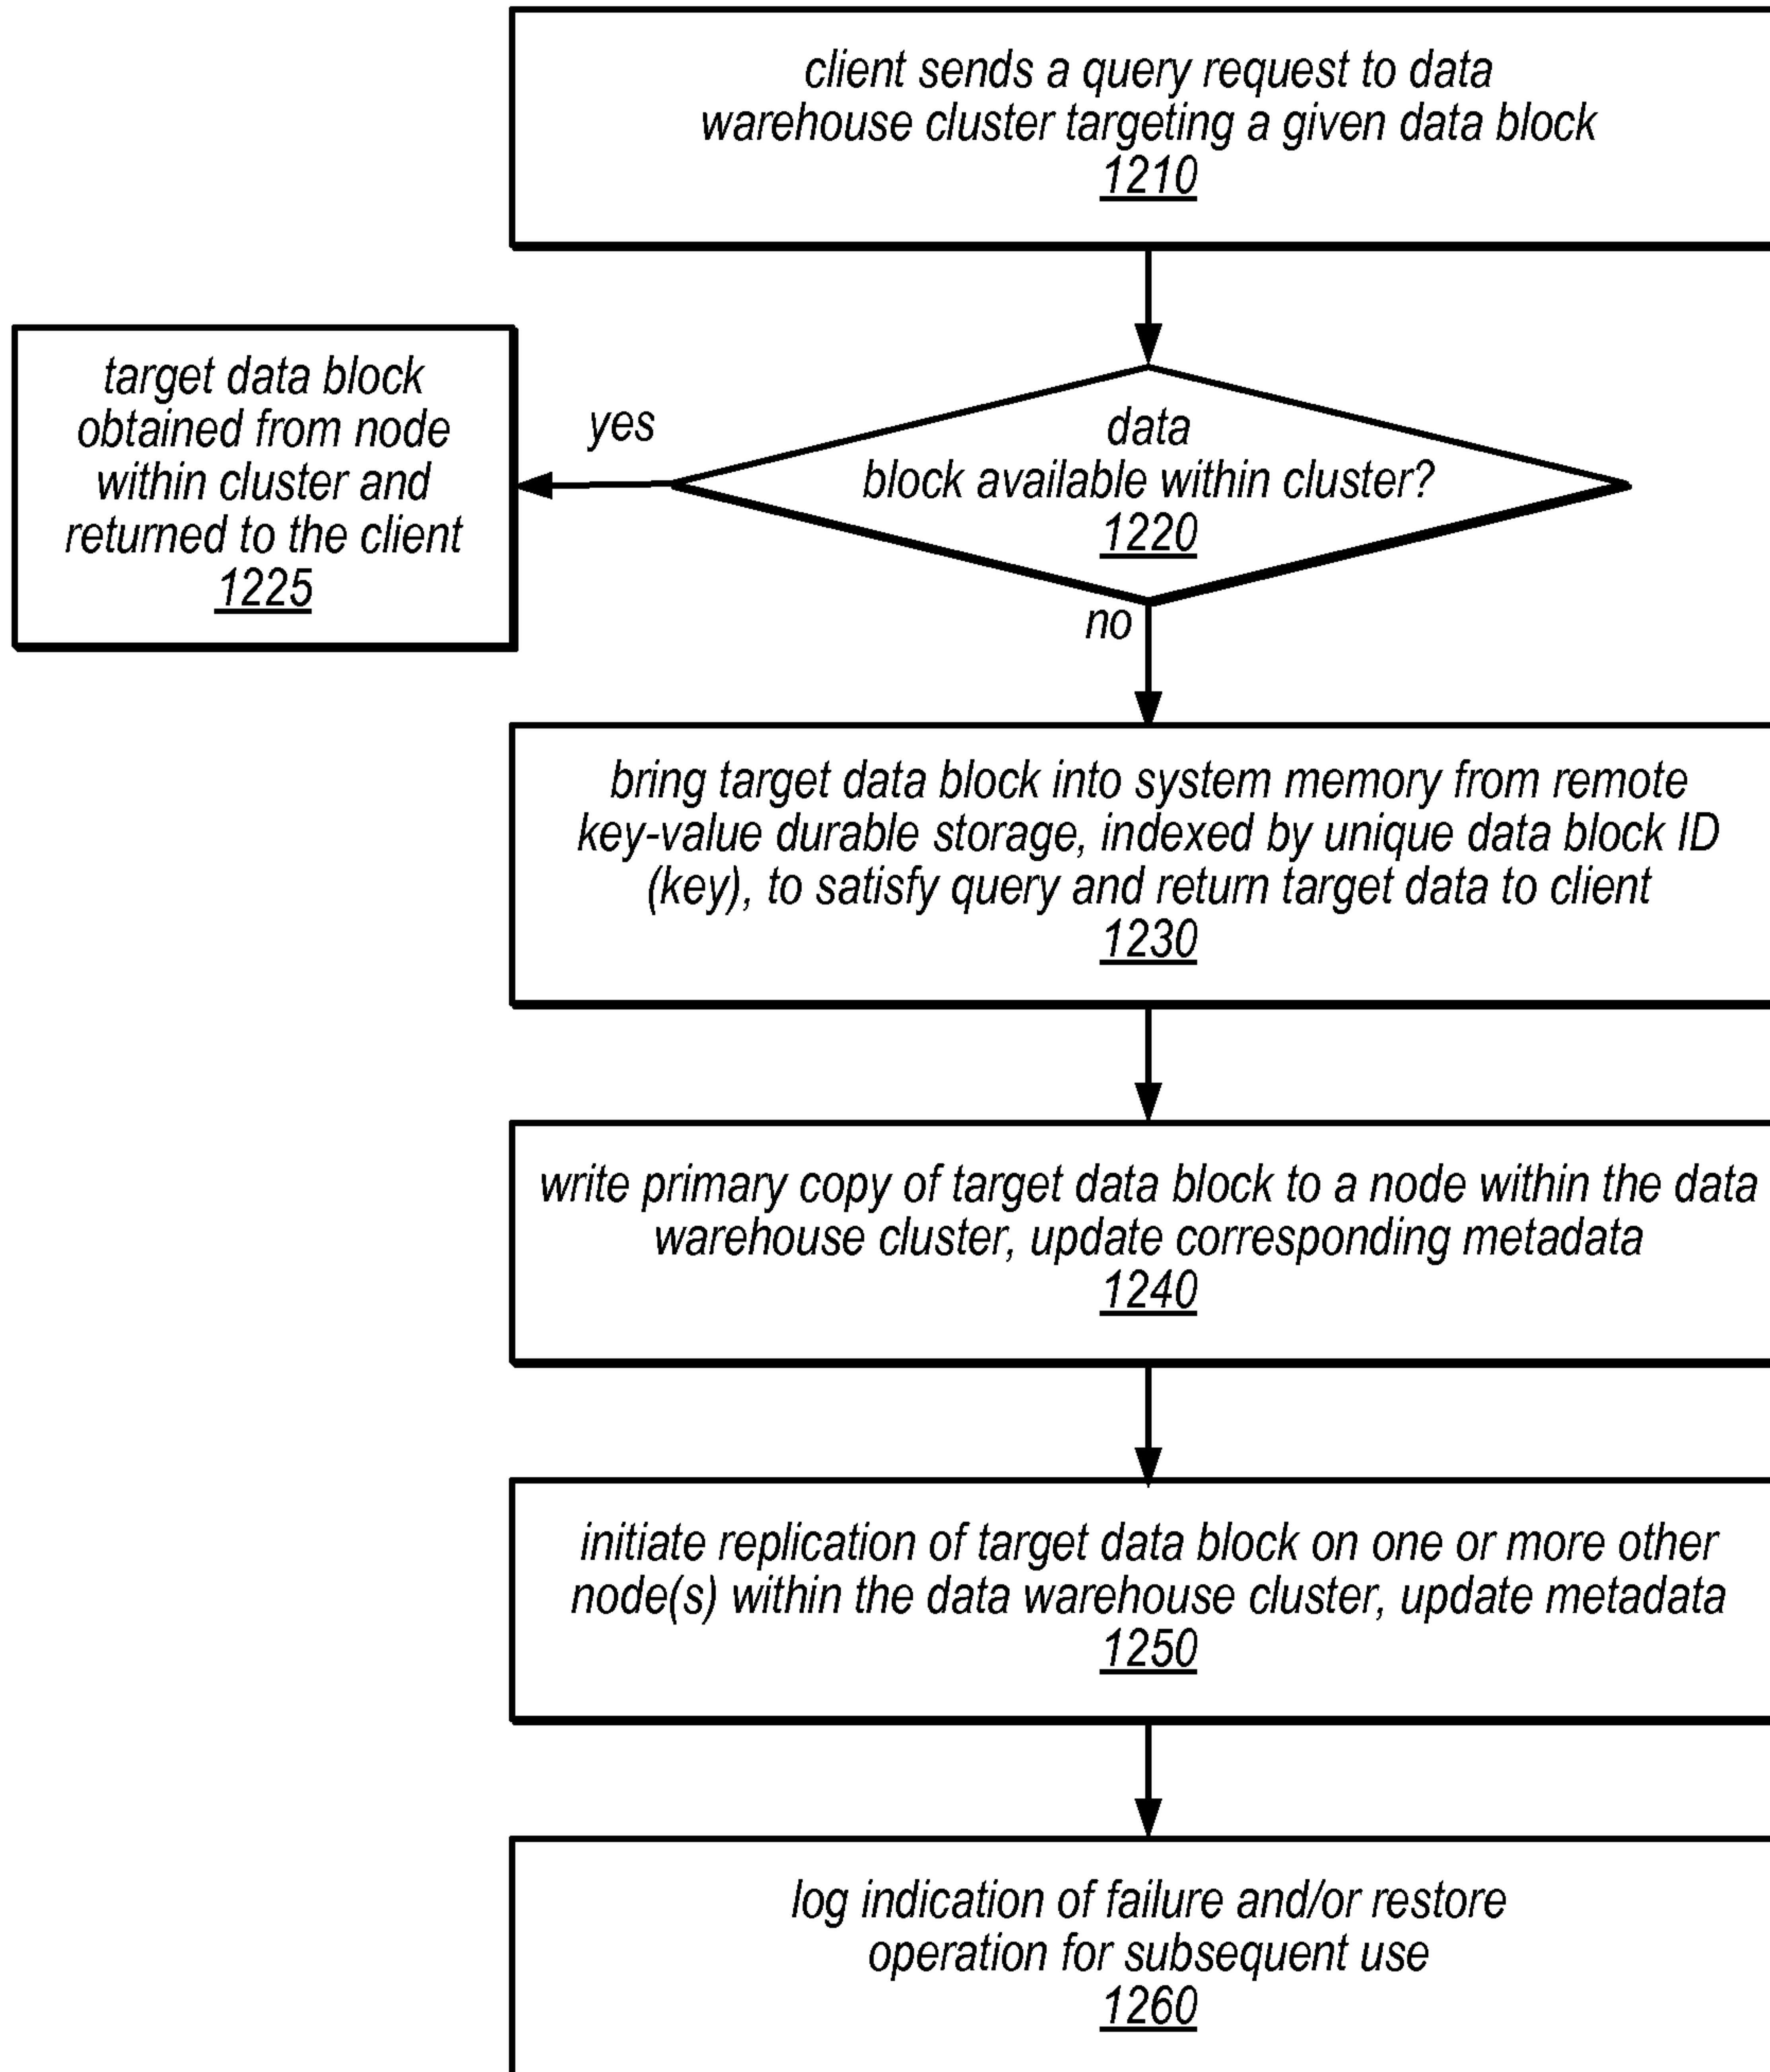 client sends a query request to data
warehouse cluster targeting a given data block
1210
target data block
obtained from node
within cluster and
returned to the client
1225
yes
data
block available within cluster?
1220
no
bring target data block into system memory from remote
key-value durable storage, indexed by unique data block ID
(key), to satisfy query and return target data to client
1230
write primary copy of target data block to a node within the data
warehouse cluster, update corresponding metadata
1240
initiate replication of target data block on one or more other
node(s) within the data warehouse cluster, update metadata
1250
log indication of failure and/or restore
operation for subsequent use
1260